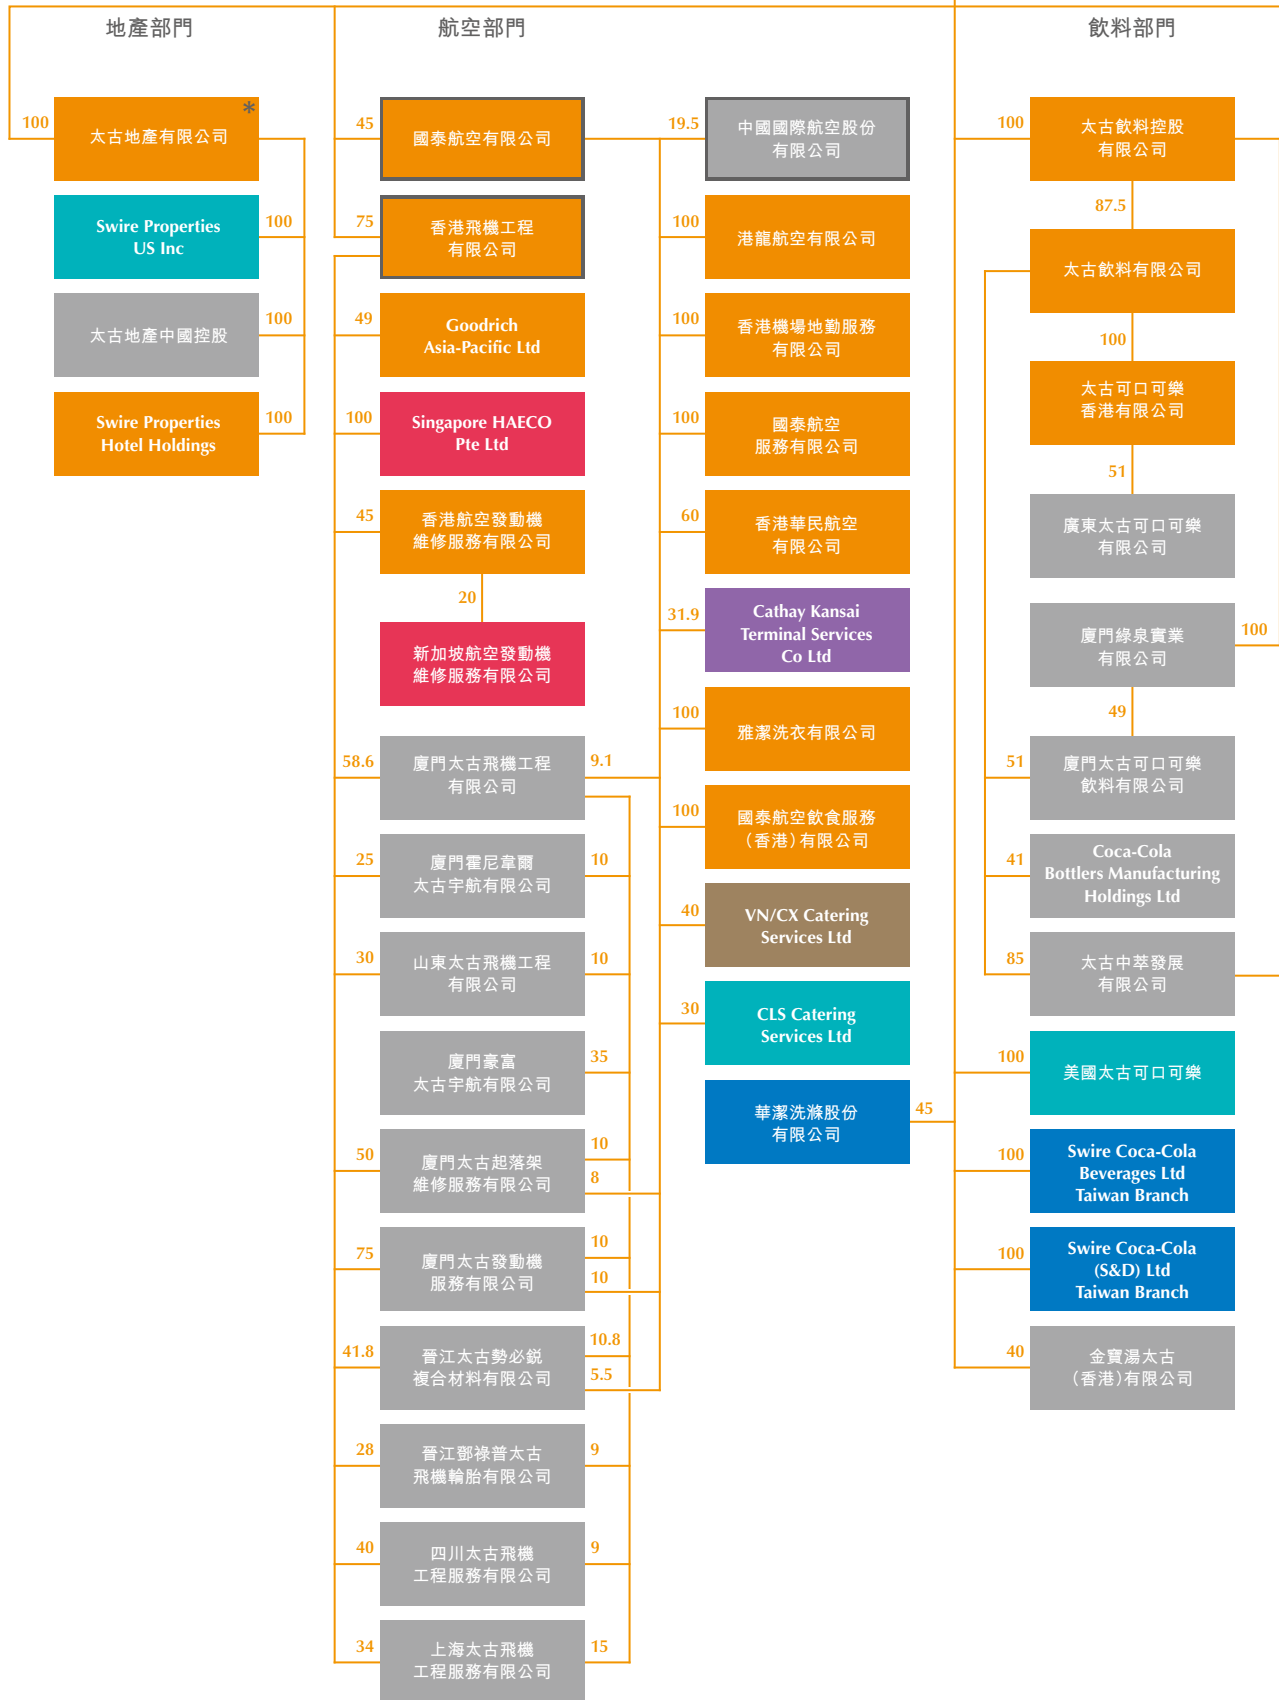 地產部門
100
太古地產有限公司
*
100
Swire Properties
US Inc
100
太古地產中國控股
100
Swire Properties
Hotel Holdings
航空部門
45
國泰航空有限公司
75
香港飛機工程
有限公司
49
Goodrich
Asia-Pacific Ltd
100
Singapore HAECO
Pte Ltd
45
香港航空發動機
維修服務有限公司
20
新加坡航空發動機
維修服務有限公司
58.6
廈門太古飛機工程
有限公司
9.1
25
廈門霍尼韋爾
太古宇航有限公司
10
30
山東太古飛機工程
有限公司
10
廈門豪富
太古宇航有限公司
35
50
廈門太古起落架
維修服務有限公司
10
8
75
廈門太古發動機
服務有限公司
10
10
41.8
晉江太古勢必銳
複合材料有限公司
10.8
5.5
28
晉江鄧祿普太古
飛機輪胎有限公司
9
40
四川太古飛機
工程服務有限公司
9
34
上海太古飛機
工程服務有限公司
15
19.5
中國國際航空股份
有限公司
100
港龍航空有限公司
100
香港機場地勤服務
有限公司
100
國泰航空
服務有限公司
60
香港華民航空
有限公司
31.9
Cathay Kansai
Terminal Services
Co Ltd
100
雅潔洗衣有限公司
100
國泰航空飲食服務
（香港）有限公司
40
VN/CX Catering
Services Ltd
30
CLS Catering
Services Ltd
華潔洗滌股份
有限公司
45
飲料部門
100
太古飲料控股
有限公司
87.5
太古飲料有限公司
100
太古可口可樂
香港有限公司
51
廣東太古可口可樂
有限公司
廈門綠泉實業
有限公司
100
49
51
廈門太古可口可樂
飲料有限公司
41
Coca-Cola
Bottlers Manufacturing
Holdings Ltd
85
太古中萃發展
有限公司
100
美國太古可口可樂
100
Swire Coca-Cola
Beverages Ltd
Taiwan Branch
100
Swire Coca-Cola
(S&D) Ltd
Taiwan Branch
40
金寶湯太古
（香港）有限公司